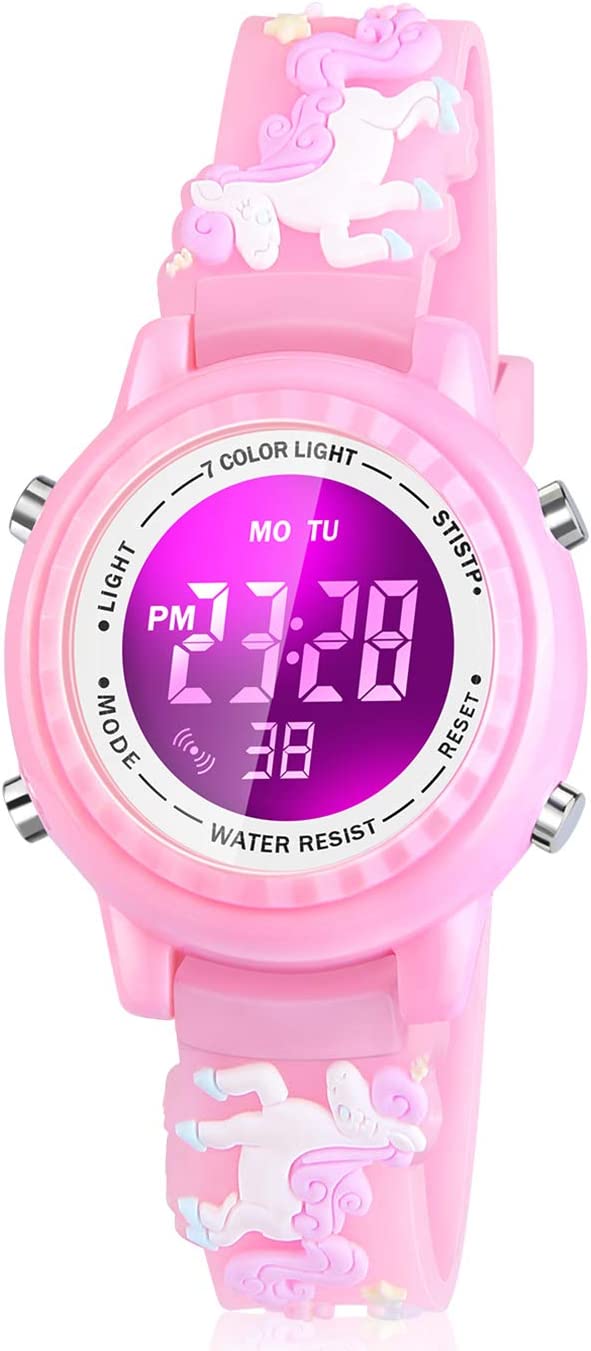 7 COLOR LIGHT
LIGHT
STISTP
MO TU
PM 23:28
38
MODE
RESET
WATER RESIST